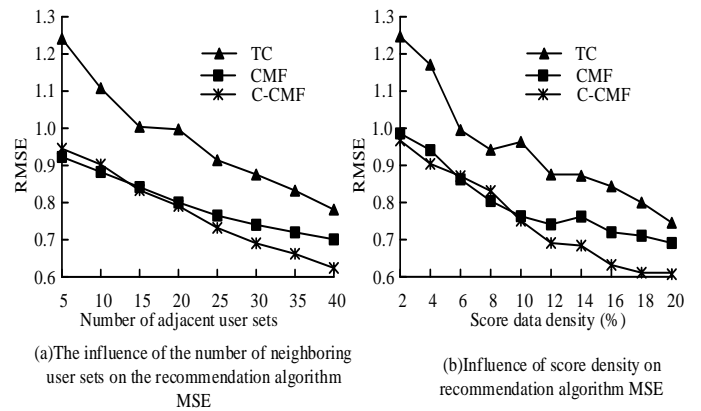 1.3
1.2
1.1
1.0
0.9
0.8
0.7
0.6
RMSE
TC
CMF
C-CMF
5 10 15 20 25 30 35 40
Number of adjacent user sets
(a)The influence of the number of neighboring
user sets on the recommendation algorithm
MSE
1.3
1.2
1.1
1.0
0.9
0.8
0.7
0.6
RMSE
TC
CMF
C-CMF
2 4 6 8 10 12 14 16 18 20
Score data density (%)
(b)Influence of score density on
recommendation algorithm MSE